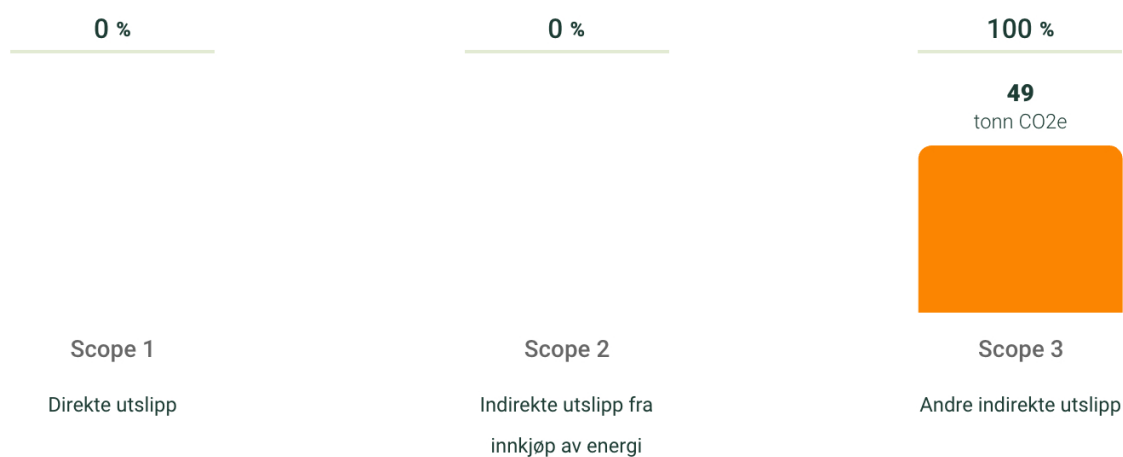 0 %
0 %
100 %
49
tonn CO2e
Scope 1
Scope 2
Scope 3
Direkte utslipp
Indirekte utslipp fra
innkjøp av energi
Andre indirekte utslipp